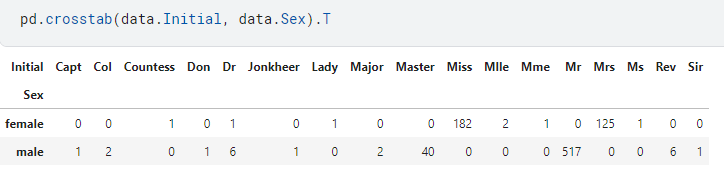 pd.crosstab(data.Initial, data.Sex).T
Initial Capt Col Countess Don Dr Jonkheer Lady Major Master Miss Mlle Mme Mr Mrs Ms Rev Sir
Sex
female 0 0 1 0 1 0 1 0 0 182 2 1 0 125 1 0 0
male 1 2 0 1 6 1 0 2 40 0 0 0 517 0 0 6 1